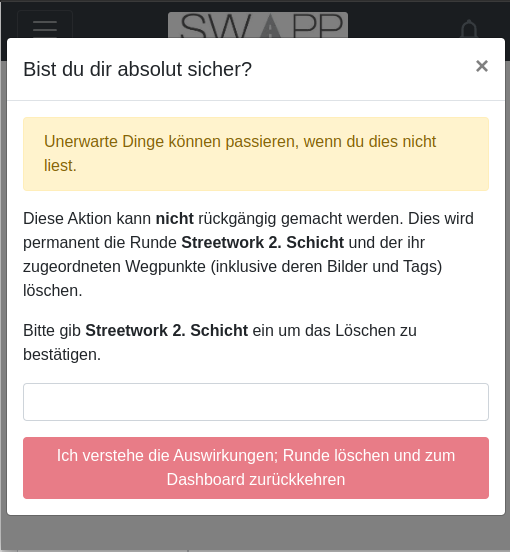 SWAPP
Bist du dir absolut sicher?
×
Unerwarte Dinge können passieren, wenn du dies nicht
liest.
Diese Aktion kann nicht rückgängig gemacht werden. Dies wird
permanent die Runde Streetwork 2. Schicht und der ihr
zugeordneten Wegpunkte (inklusive deren Bilder und Tags)
löschen.
Bitte gib Streetwork 2. Schicht ein um das Löschen zu
bestätigen.
Ich verstehe die Auswirkungen; Runde löschen und zum
Dashboard zurückkehren